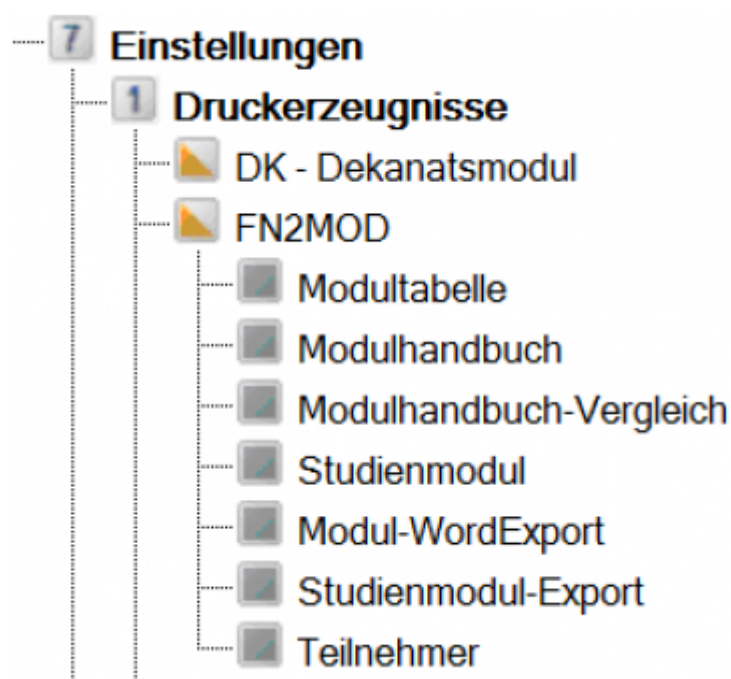 7 Einstellungen
1 Druckerzeugnisse
DK - Dekanatsmodul
FN2MOD
Modultabelle
Modulhandbuch
Modulhandbuch-Vergleich
Studienmodul
Modul-WordExport
Studienmodul-Export
Teilnehmer